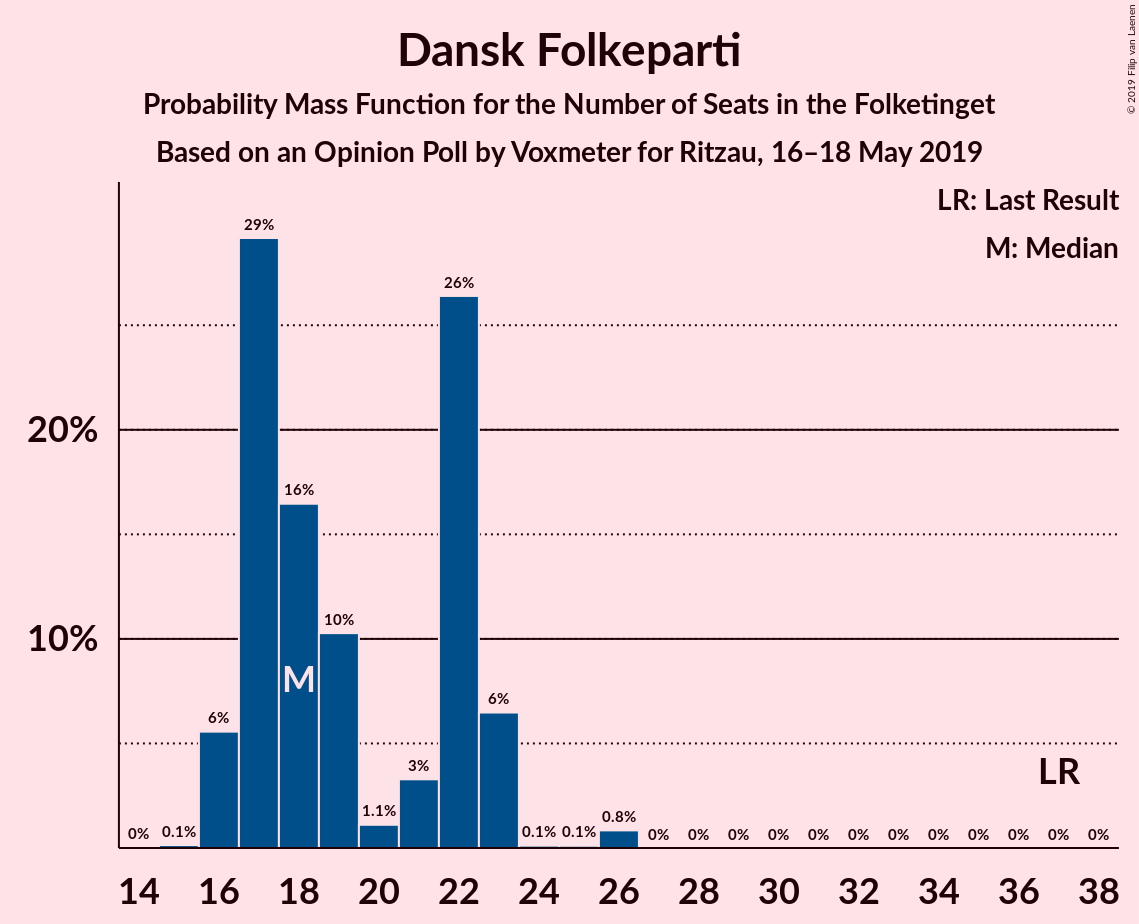 © 2019 Filip van Laenen
Dansk Folkeparti
Probability Mass Function for the Number of Seats in the Folketinget
Based on an Opinion Poll by Voxmeter for Ritzau, 16–18 May 2019
LR: Last Result
M: Median
20%
10%
0% 0.1% 6% 29% 16% 10% 1.1% 3% 26% 6% 0.1% 0.1% 0.8% 0% 0% 0% 0% 0% 0% 0% 0% 0% 0% 0% 0%
M
LR
14 16 18 20 22 24 26 28 30 32 34 36 38